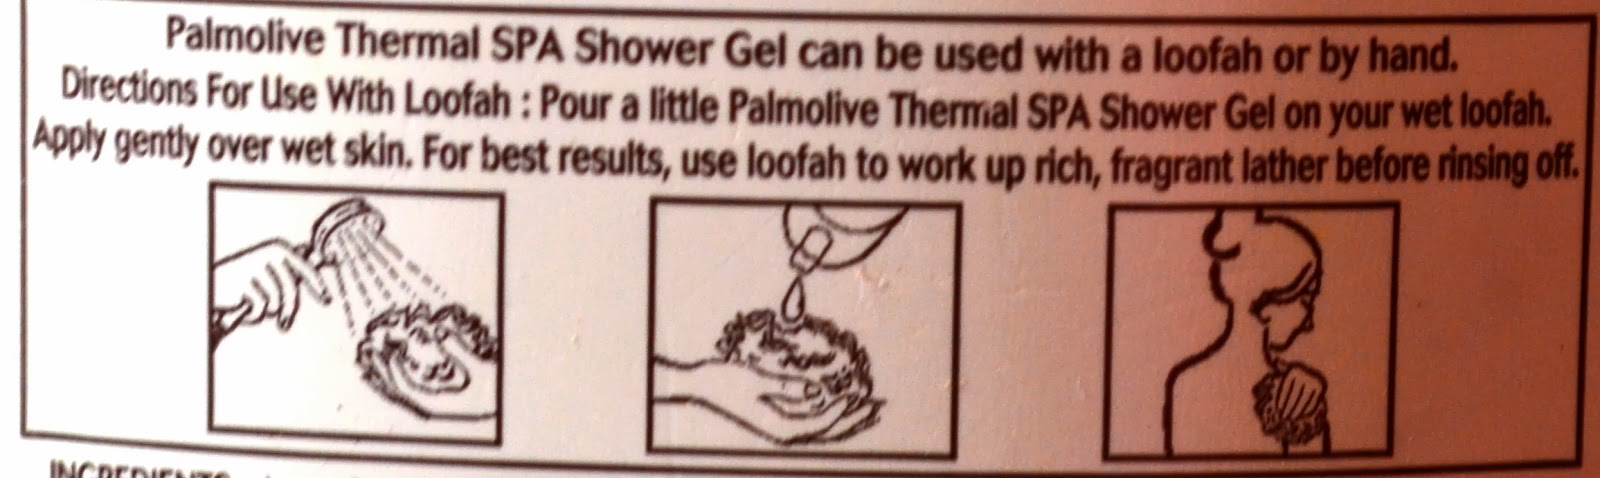 Palmolive Thermal SPA Shower Gel can be used with a loofah or by hand.
Directions For Use With Loofah : Pour a little Palmolive Thermal SPA Shower Gel on your wet loofah.
Apply gently over wet skin. For best results, use loofah to work up rich, fragrant lather before rinsing off.
INGREDIENTS